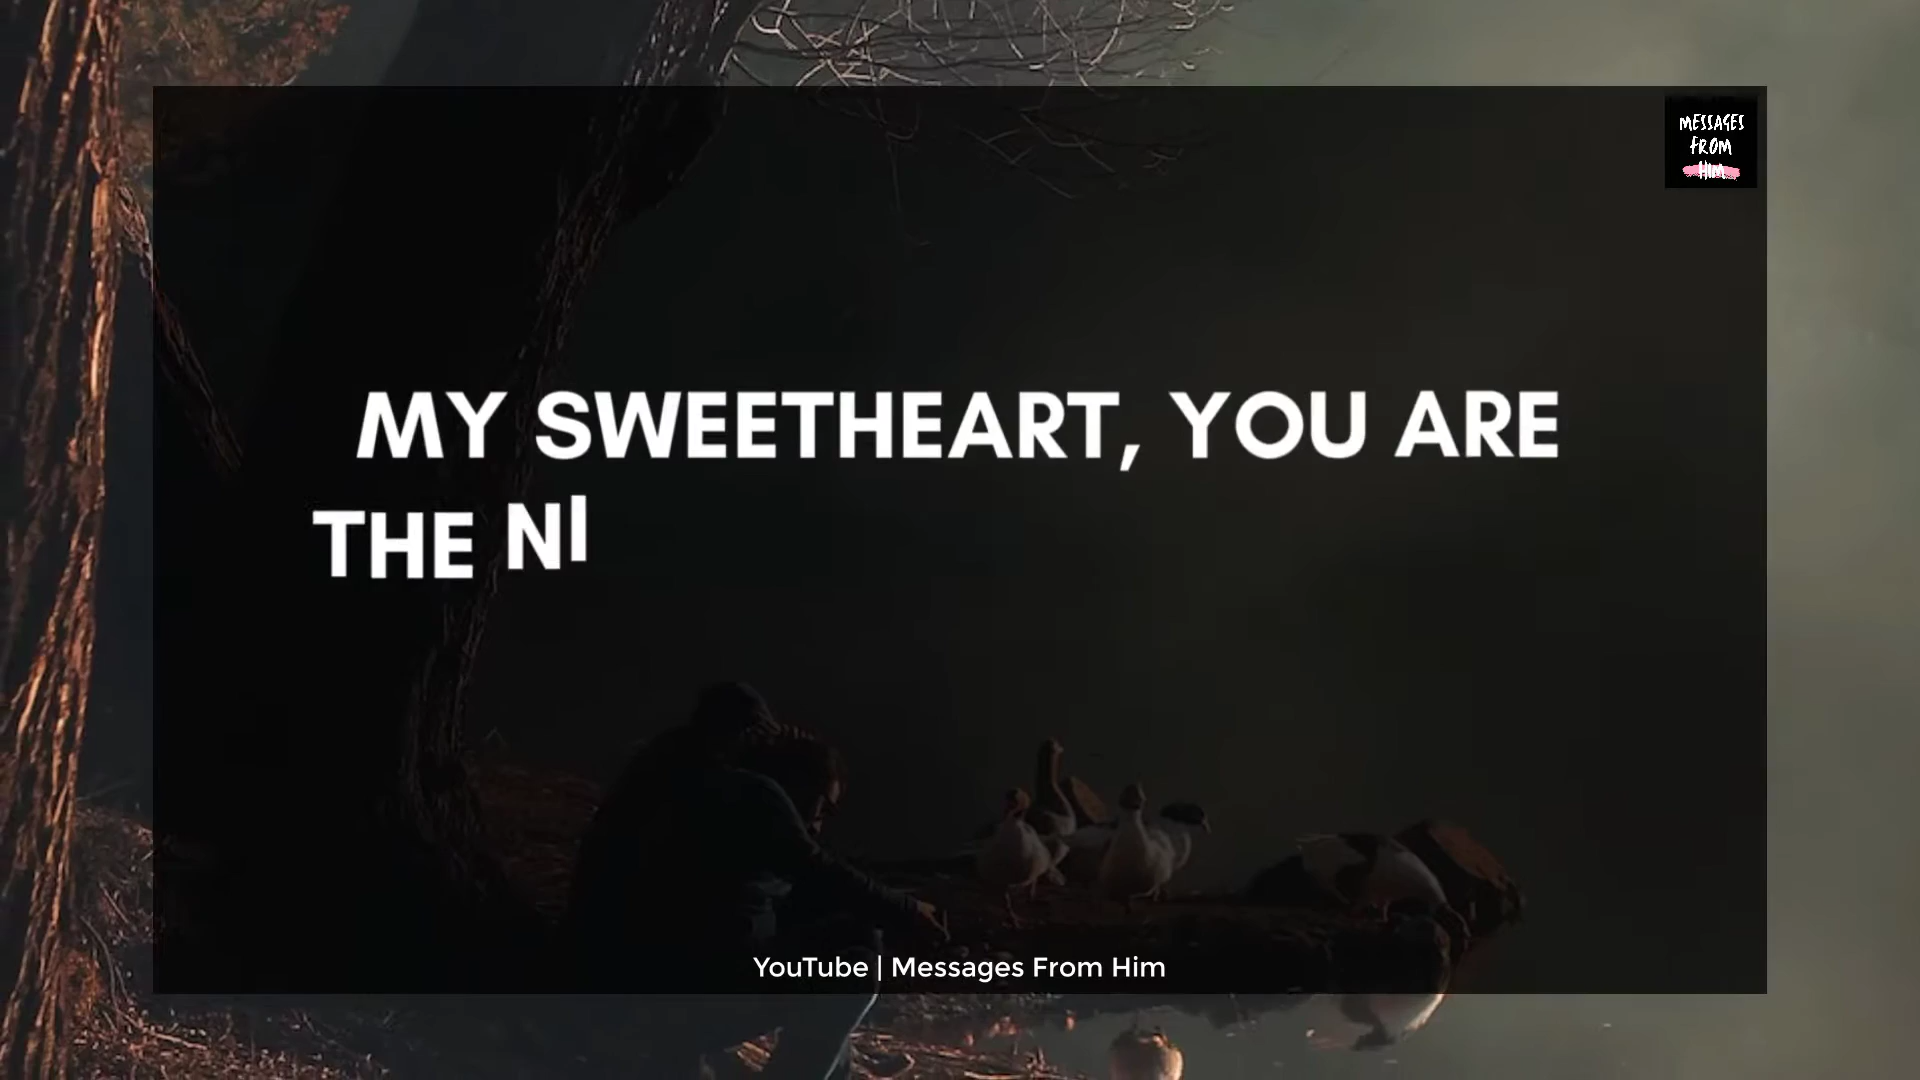 MESSAGES
FROM
HIM
MY SWEETHEART, YOU ARE
THE NI
YouTube | Messages From Him